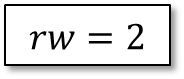 rw = 2